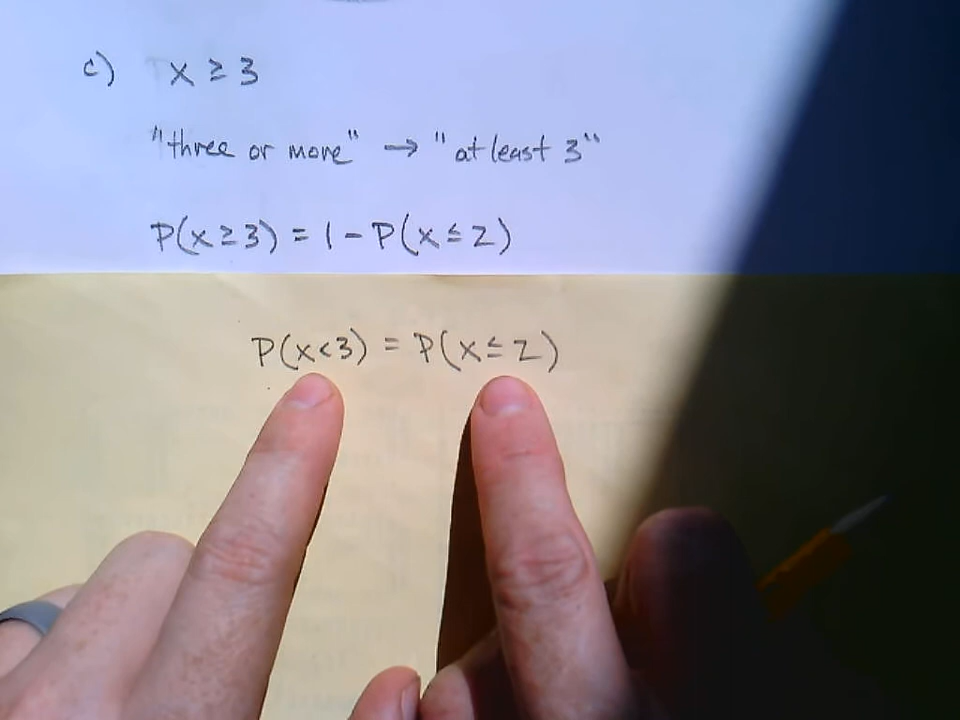 c) x ≥ 3
"three or more" → "at least 3"
P(x ≥ 3) = 1 - P(x ≤ 2)
P(x < 3) = P(x ≤ 2)